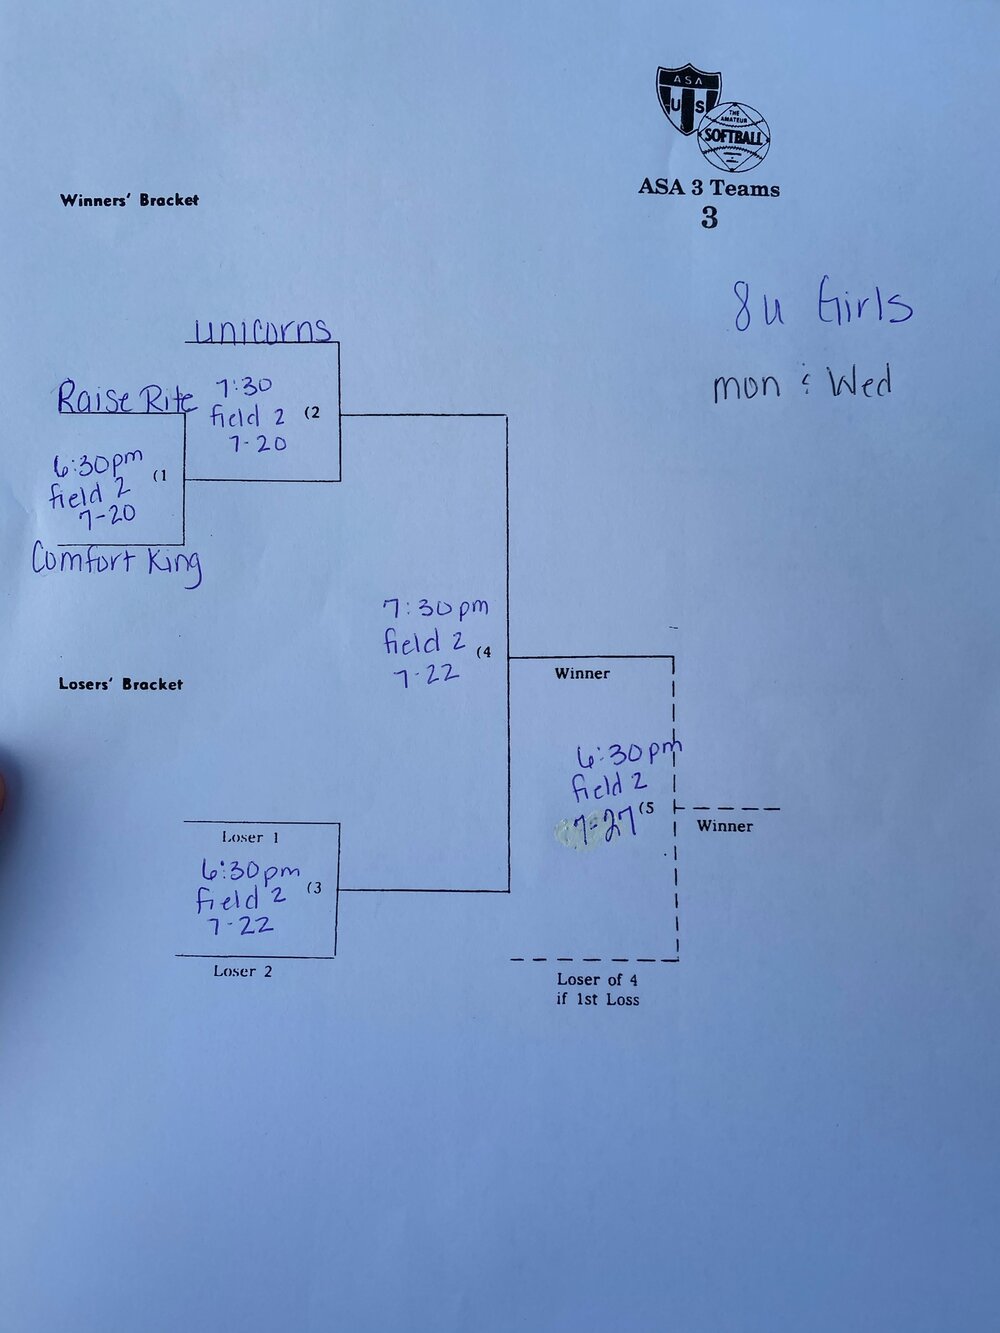 ASA
US
THE
AMATEUR
SOFTBALL
ASA 3 Teams
3
Winners' Bracket
8u Girls
mon & Wed
unicorns
Raise Rite
7:30
field 2 (2
7-20
6:30pm
(1
field 2
7-20
Comfort King
7:30pm
field 2 (4
7-22
Winner
Losers' Bracket
6:30pm
field 2
7-27 (5
Winner
Loser 1
6:30pm
field 2 (3
7-22
Loser 2
Loser of 4
if 1st Loss